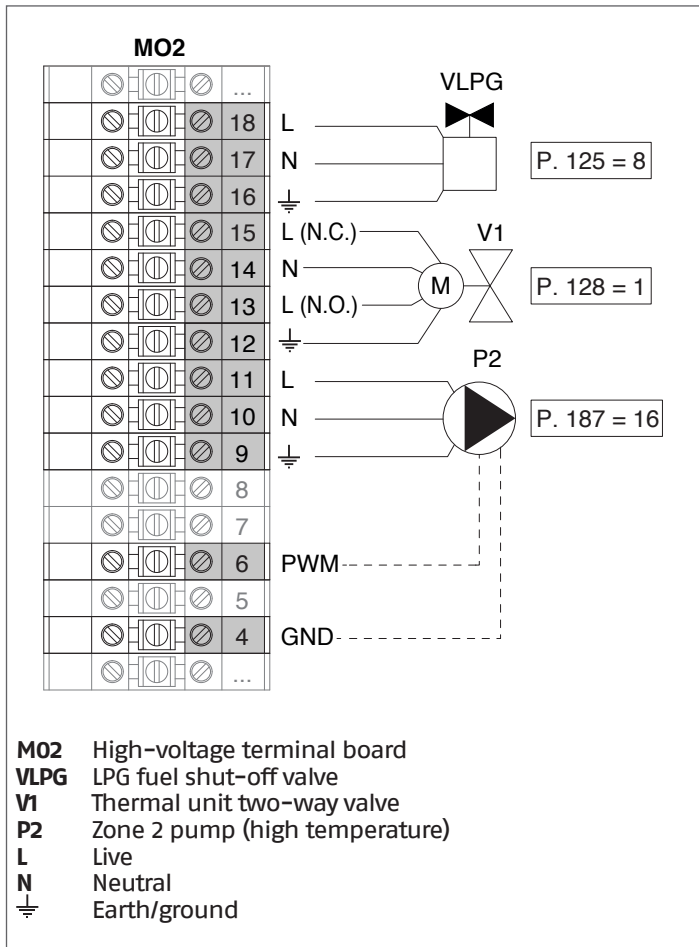 MO2
...
VLPG
18 L
17 N P. 125 = 8
16
15 L (N.C.) V1
14 N M P. 128 = 1
13 L (N.O.)
12
P2
11 L
10 N P. 187 = 16
9
8
7
6 PWM
5
4 GND
...
M02 High-voltage terminal board
VLPG LPG fuel shut-off valve
V1 Thermal unit two-way valve
P2 Zone 2 pump (high temperature)
L Live
N Neutral
Earth/ground